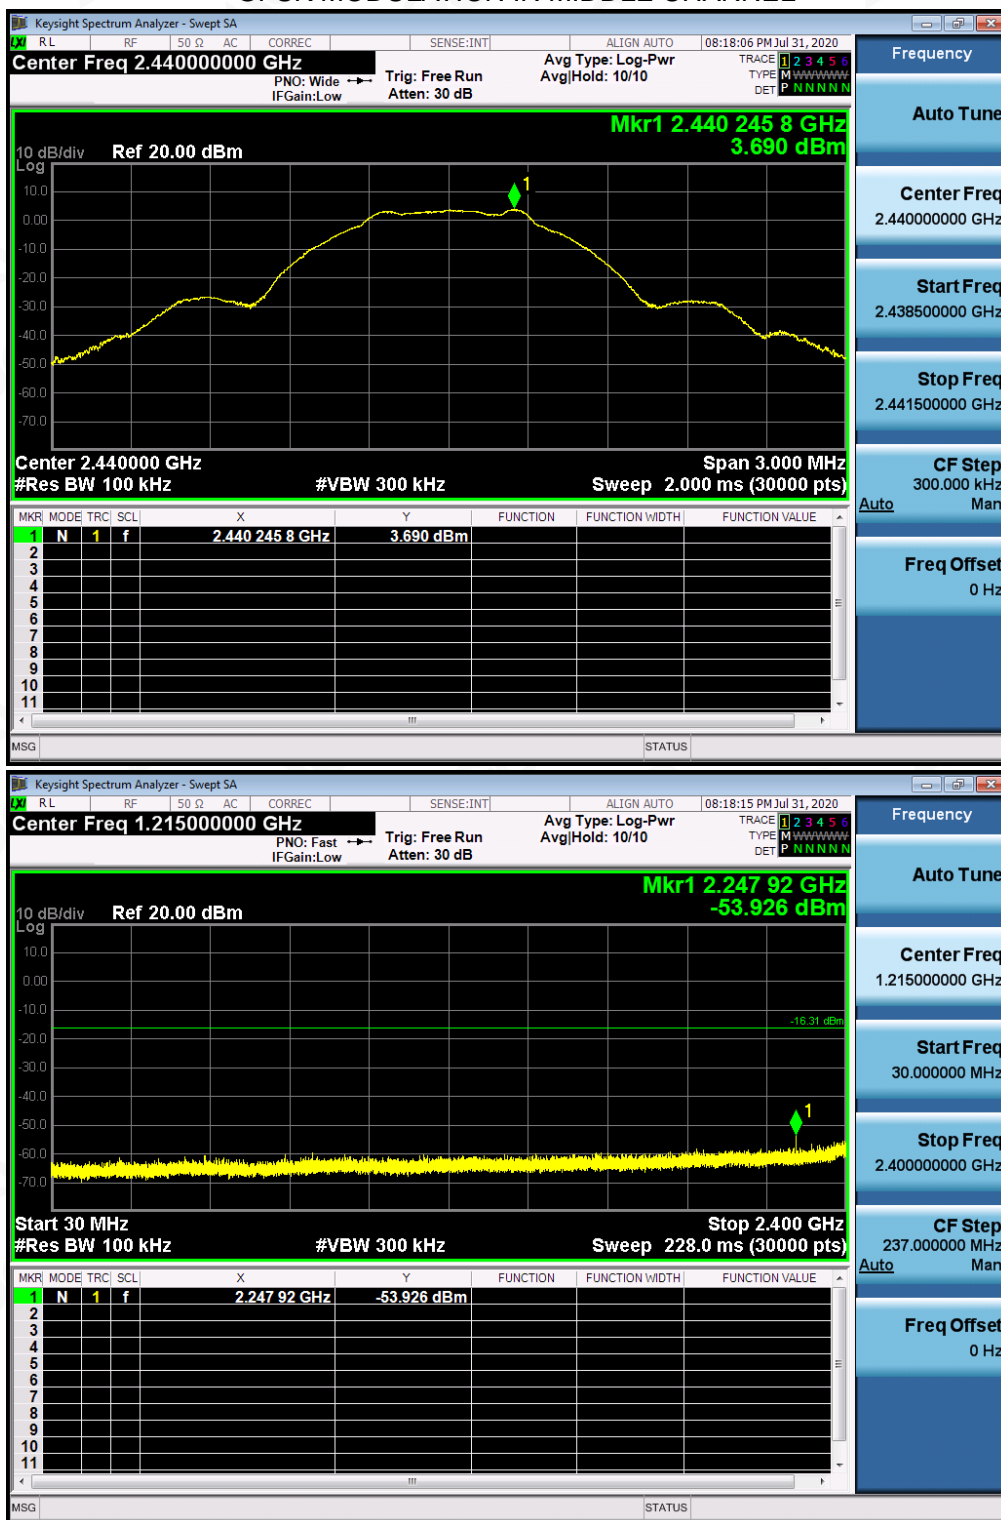 Keysight Spectrum Analyzer - Swept SA
LXI RL RF 50 Ω AC CORREC SENSE:INT ALIGN AUTO 08:18:06 PM Jul 31, 2020
Center Freq 2.440000000 GHz
PNO: Wide
IFGain:Low
Trig: Free Run
Atten: 30 dB
Avg Type: Log-Pwr
Avg|Hold: 10/10
TRACE 1 2 3 4 5 6
TYPE M WWWWW
DET P N N N N N
Mkr1 2.440 245 8 GHz
3.690 dBm
10 dB/div Ref 20.00 dBm
Log
10.0
0.00
-10.0
-20.0
-30.0
-40.0
-50.0
-60.0
-70.0
1
Center 2.440000 GHz Span 3.000 MHz
#Res BW 100 kHz #VBW 300 kHz Sweep 2.000 ms (30000 pts)
MKR MODE TRC SCL X Y FUNCTION FUNCTION WIDTH FUNCTION VALUE
1 N 1 f 2.440 245 8 GHz 3.690 dBm
2
3
4
5
6
7
8
9
10
11
MSG STATUS
Frequency
Auto Tune
Center Freq
2.440000000 GHz
Start Freq
2.438500000 GHz
Stop Freq
2.441500000 GHz
CF Step
300.000 kHz
Auto Man
Freq Offset
0 Hz
Keysight Spectrum Analyzer - Swept SA
LXI RL RF 50 Ω AC CORREC SENSE:INT ALIGN AUTO 08:18:15 PM Jul 31, 2020
Center Freq 1.215000000 GHz
PNO: Fast
IFGain:Low
Trig: Free Run
Atten: 30 dB
Avg Type: Log-Pwr
Avg|Hold: 10/10
TRACE 1 2 3 4 5 6
TYPE M WWWWW
DET P N N N N N
Mkr1 2.247 92 GHz
-53.926 dBm
10 dB/div Ref 20.00 dBm
Log
10.0
0.00
-10.0
-20.0
-30.0
-40.0
-50.0
-60.0
-70.0
-16.31 dBm
1
Start 30 MHz Stop 2.400 GHz
#Res BW 100 kHz #VBW 300 kHz Sweep 228.0 ms (30000 pts)
MKR MODE TRC SCL X Y FUNCTION FUNCTION WIDTH FUNCTION VALUE
1 N 1 f 2.247 92 GHz -53.926 dBm
2
3
4
5
6
7
8
9
10
11
MSG STATUS
Frequency
Auto Tune
Center Freq
1.215000000 GHz
Start Freq
30.000000 MHz
Stop Freq
2.400000000 GHz
CF Step
237.000000 MHz
Auto Man
Freq Offset
0 Hz